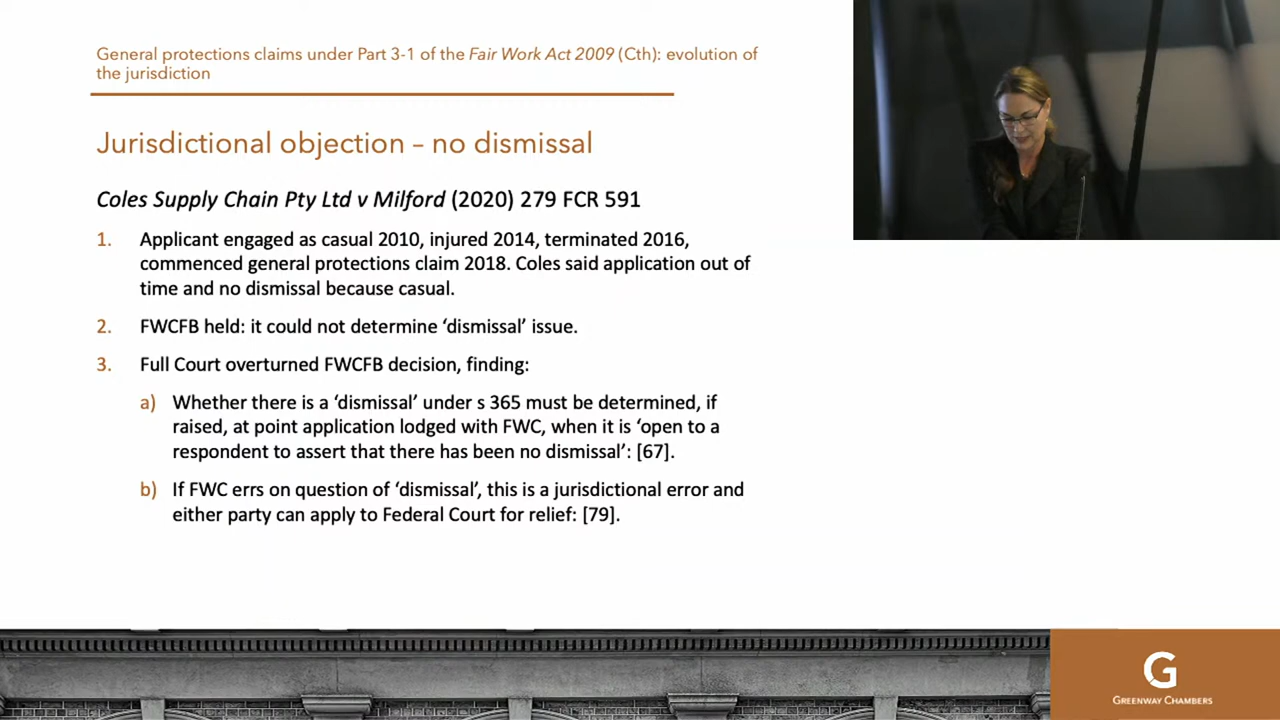 General protections claims under Part 3-1 of the Fair Work Act 2009 (Cth): evolution of
the jurisdiction
Jurisdictional objection – no dismissal
Coles Supply Chain Pty Ltd v Milford (2020) 279 FCR 591
1. Applicant engaged as casual 2010, injured 2014, terminated 2016,
commenced general protections claim 2018. Coles said application out of
time and no dismissal because casual.
2. FWCFB held: it could not determine ‘dismissal’ issue.
3. Full Court overturned FWCFB decision, finding:
a) Whether there is a ‘dismissal’ under s 365 must be determined, if
raised, at point application lodged with FWC, when it is ‘open to a
respondent to assert that there has been no dismissal’: [67].
b) If FWC errs on question of ‘dismissal’, this is a jurisdictional error and
either party can apply to Federal Court for relief: [79].
G
GREENWAY CHAMBERS